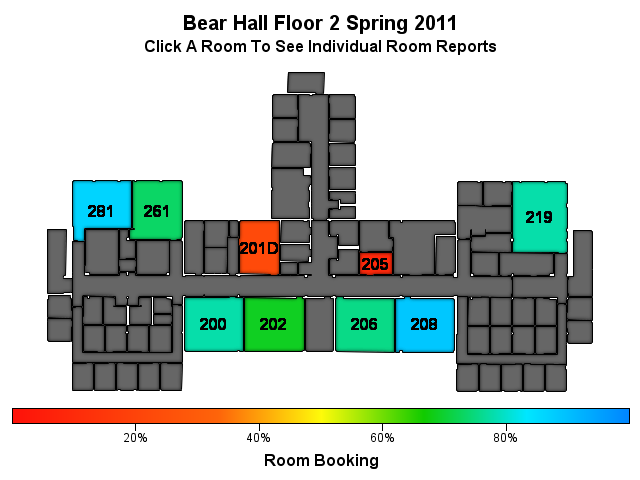 Bear Hall Floor 2 Spring 2011
Click A Room To See Individual Room Reports
281 261 219
201D 205
200 202 206 208
20% 40% 60% 80%
Room Booking